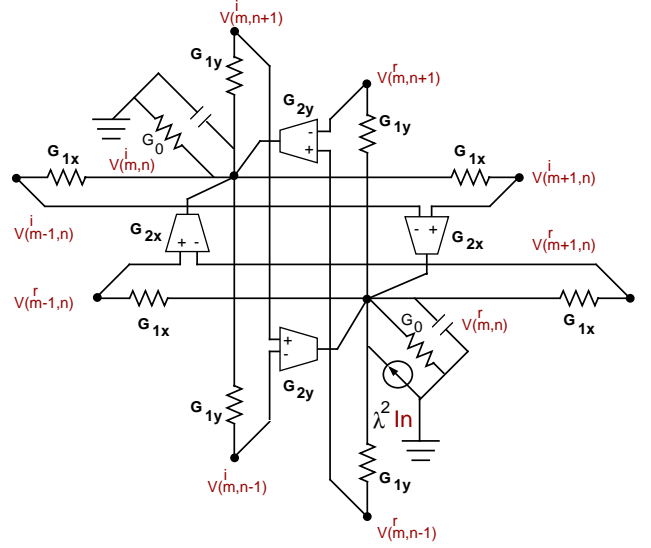 i
V(m,n+1)
G1y
r
V(m,n+1)
G2y
-
+
G1y
G0
i
V(m,n)
G1x
G1x
i
V(m+1,n)
i
V(m-1,n)
G2x
+ -
- +
G2x
r
V(m+1,n)
r
V(m-1,n)
G1x
G0
r
V(m,n)
G1x
+
-
G2y
λ2 In
G1y
i
V(m,n-1)
G1y
r
V(m,n-1)